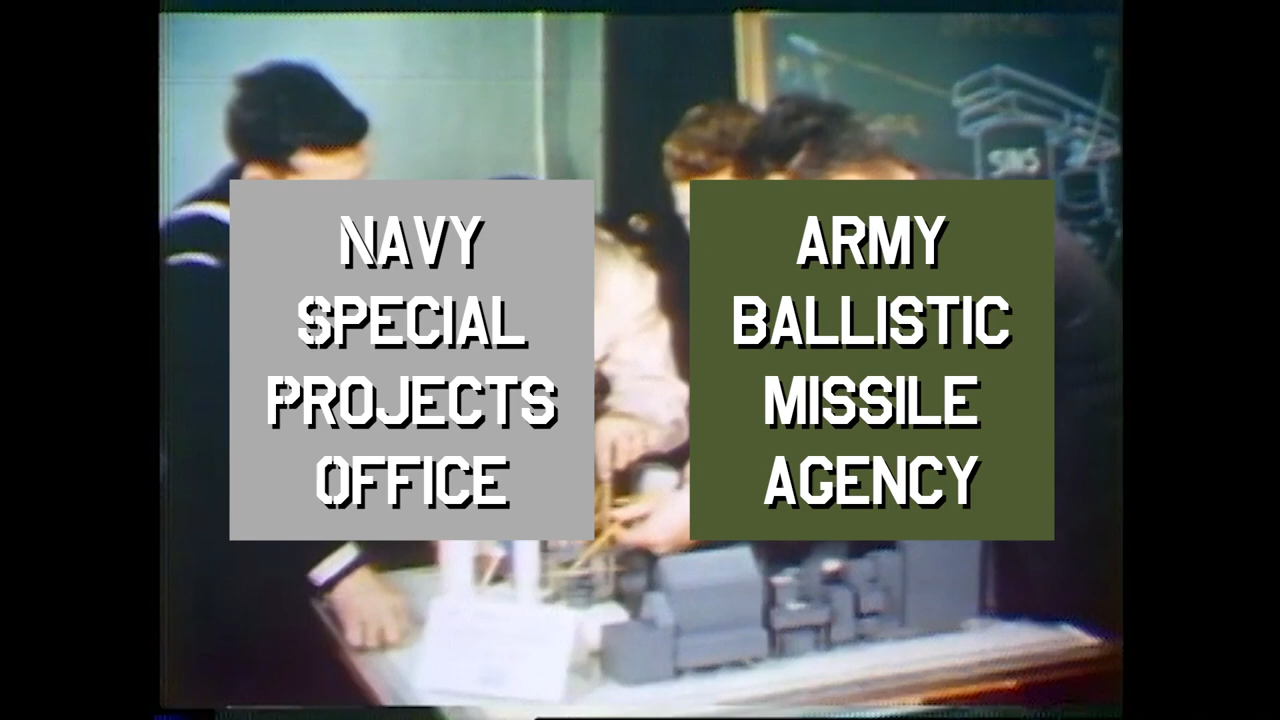 NAVY
SPECIAL
PROJECTS
OFFICE
ARMY
BALLISTIC
MISSILE
AGENCY
SINS